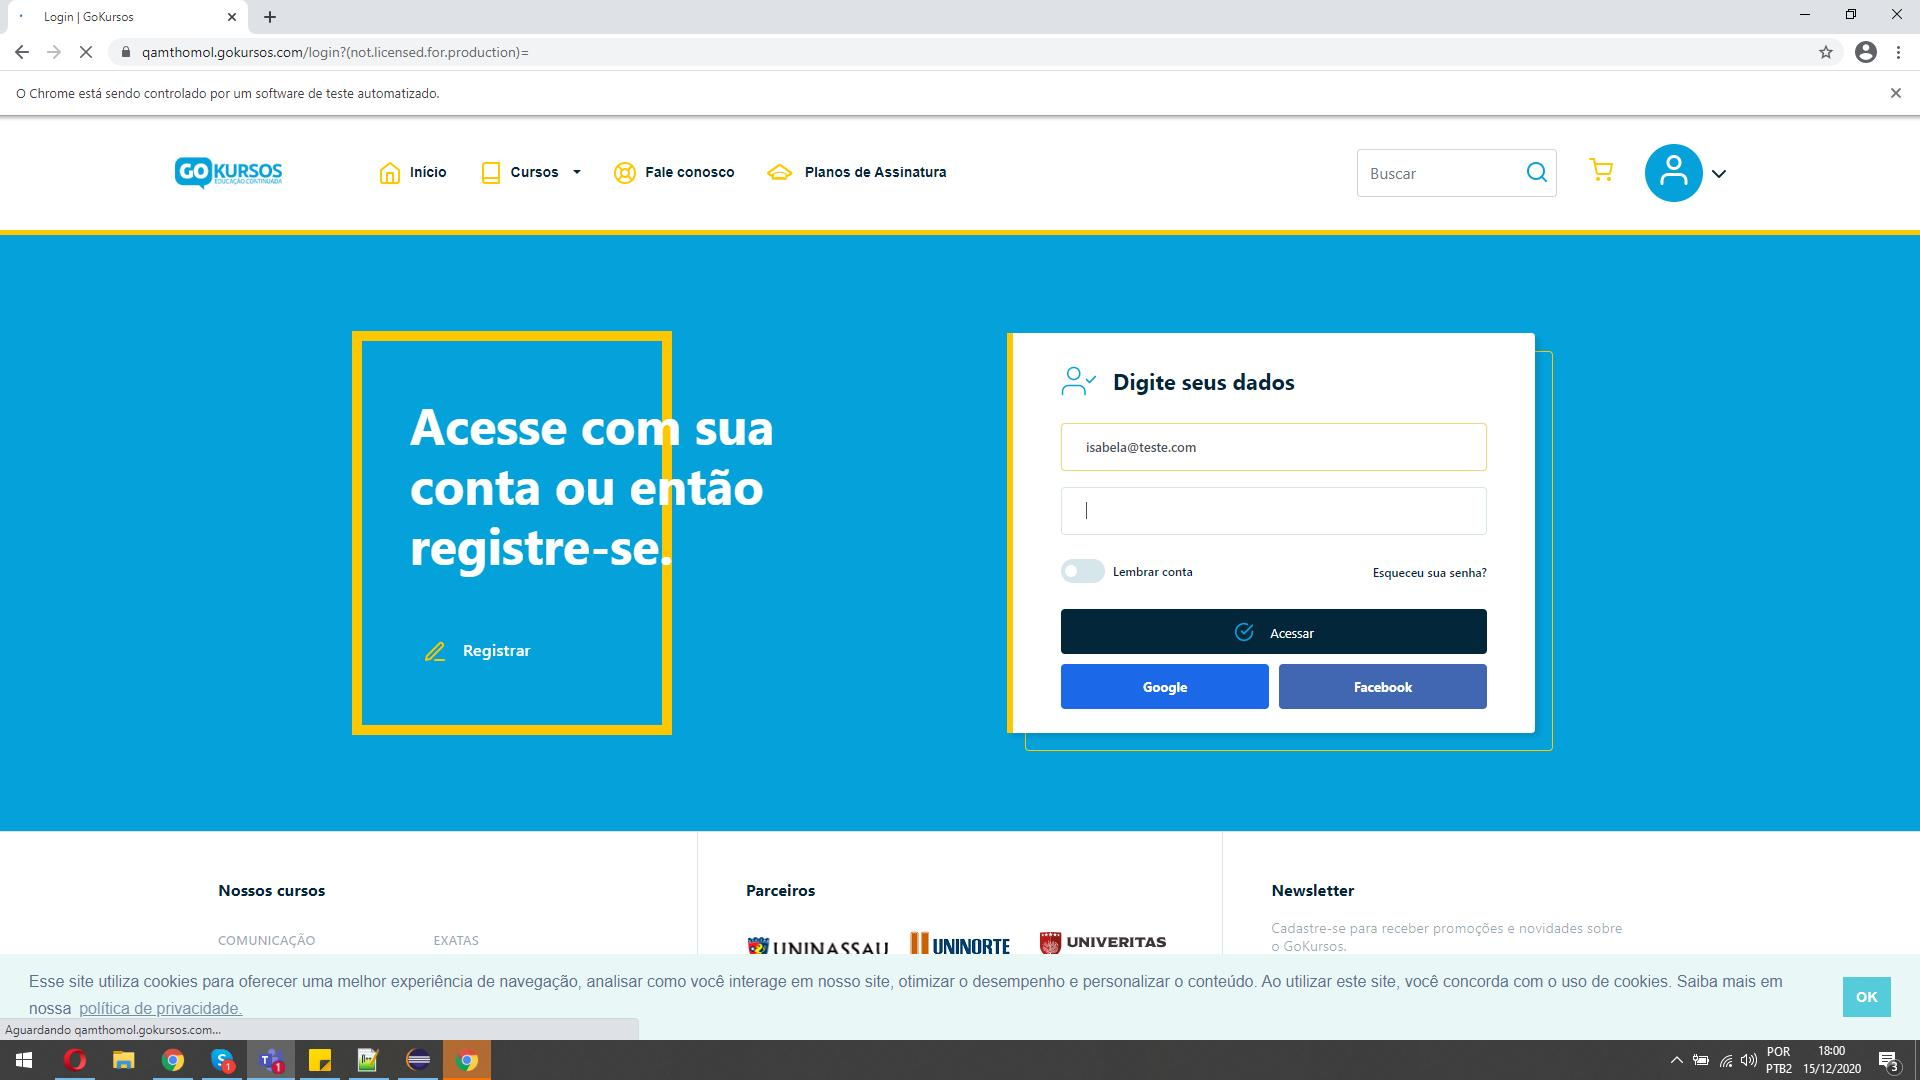 Login | GoKursos
qamthomol.gokursos.com/login?(not.licensed.for.production)=
O Chrome está sendo controlado por um software de teste automatizado.
GO KURSOS
EDUCAÇÃO CONTINUADA
Início
Cursos
Fale conosco
Planos de Assinatura
Buscar
Acesse com sua
conta ou então
registre-se.
Registrar
Digite seus dados
isabela@teste.com
Lembrar conta
Esqueceu sua senha?
Acessar
Google
Facebook
Nossos cursos
COMUNICAÇÃO
EXATAS
Parceiros
UNINASSAU
UNINORTE
UNIVERITAS
Newsletter
Cadastre-se para receber promoções e novidades sobre
o GoKursos.
Esse site utiliza cookies para oferecer uma melhor experiência de navegação, analisar como você interage em nosso site, otimizar o desempenho e personalizar o conteúdo. Ao utilizar este site, você concorda com o uso de cookies. Saiba mais em
nossa política de privacidade.
OK
Aguardando qamthomol.gokursos.com...
1
1
POR
PTB2
18:00
15/12/2020
3